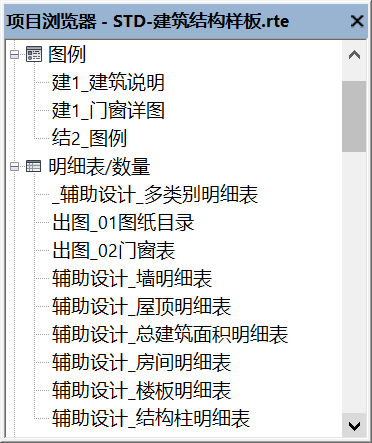 项目浏览器 - STD-建筑结构样板.rte
图例
建1_建筑说明
建1_门窗详图
结2_图例
明细表/数量
_辅助设计_多类别明细表
出图_01图纸目录
出图_02门窗表
辅助设计_墙明细表
辅助设计_屋顶明细表
辅助设计_总建筑面积明细表
辅助设计_房间明细表
辅助设计_楼板明细表
辅助设计_结构柱明细表